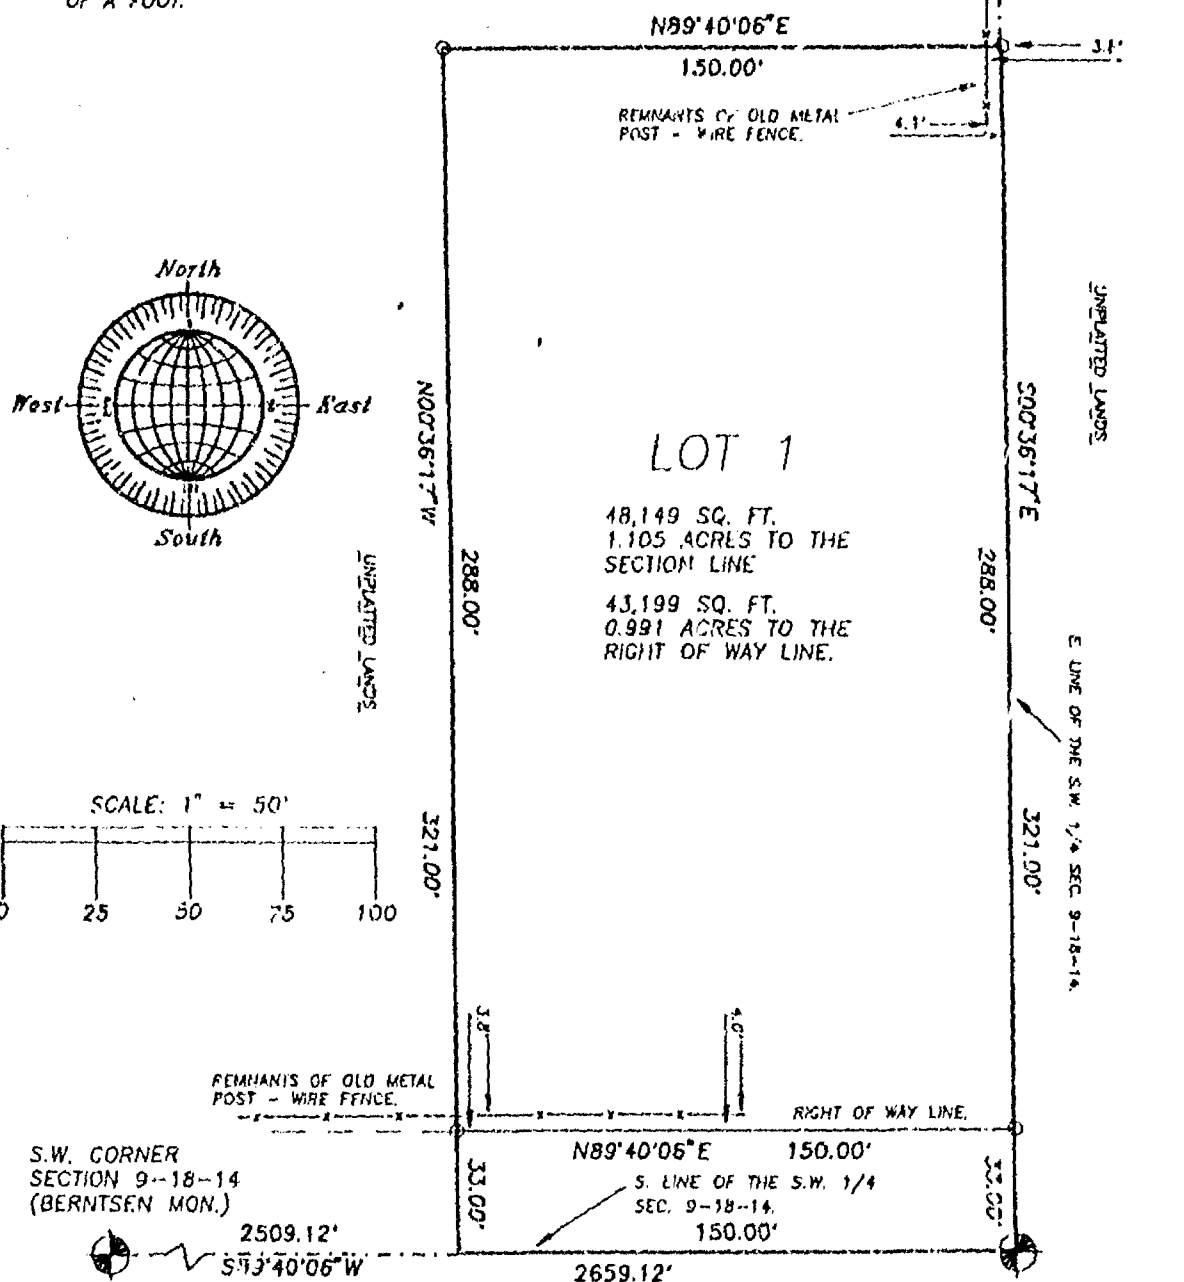 OF A FOOT.
N89°40'06"E
150.00'
3.1'
REMNANTS OF OLD METAL
POST - WIRE FENCE.
4.1'
North
West
East
South
UNPLATTED LANDS
N00°36'17"W
S00°36'17"E
LOT 1
48,149 SQ. FT.
1.105 ACRES TO THE
SECTION LINE
43,199 SQ. FT.
0.991 ACRES TO THE
RIGHT OF WAY LINE.
288.00'
288.00'
UNPLATTED LANDS
E. LINE OF THE S.W. 1/4 SEC. 9-18-14.
SCALE: 1" = 50'
0 25 50 75 100
321.00'
321.00'
3.8'
4.0'
REMNANTS OF OLD METAL
POST - WIRE FENCE.
RIGHT OF WAY LINE.
N89°40'06"E 150.00'
S.W. CORNER
SECTION 9-18-14
(BERNTSEN MON.)
33.00'
33.00'
S. LINE OF THE S.W. 1/4
SEC. 9-18-14.
2509.12'
150.00'
S89°40'06"W
2659.12'